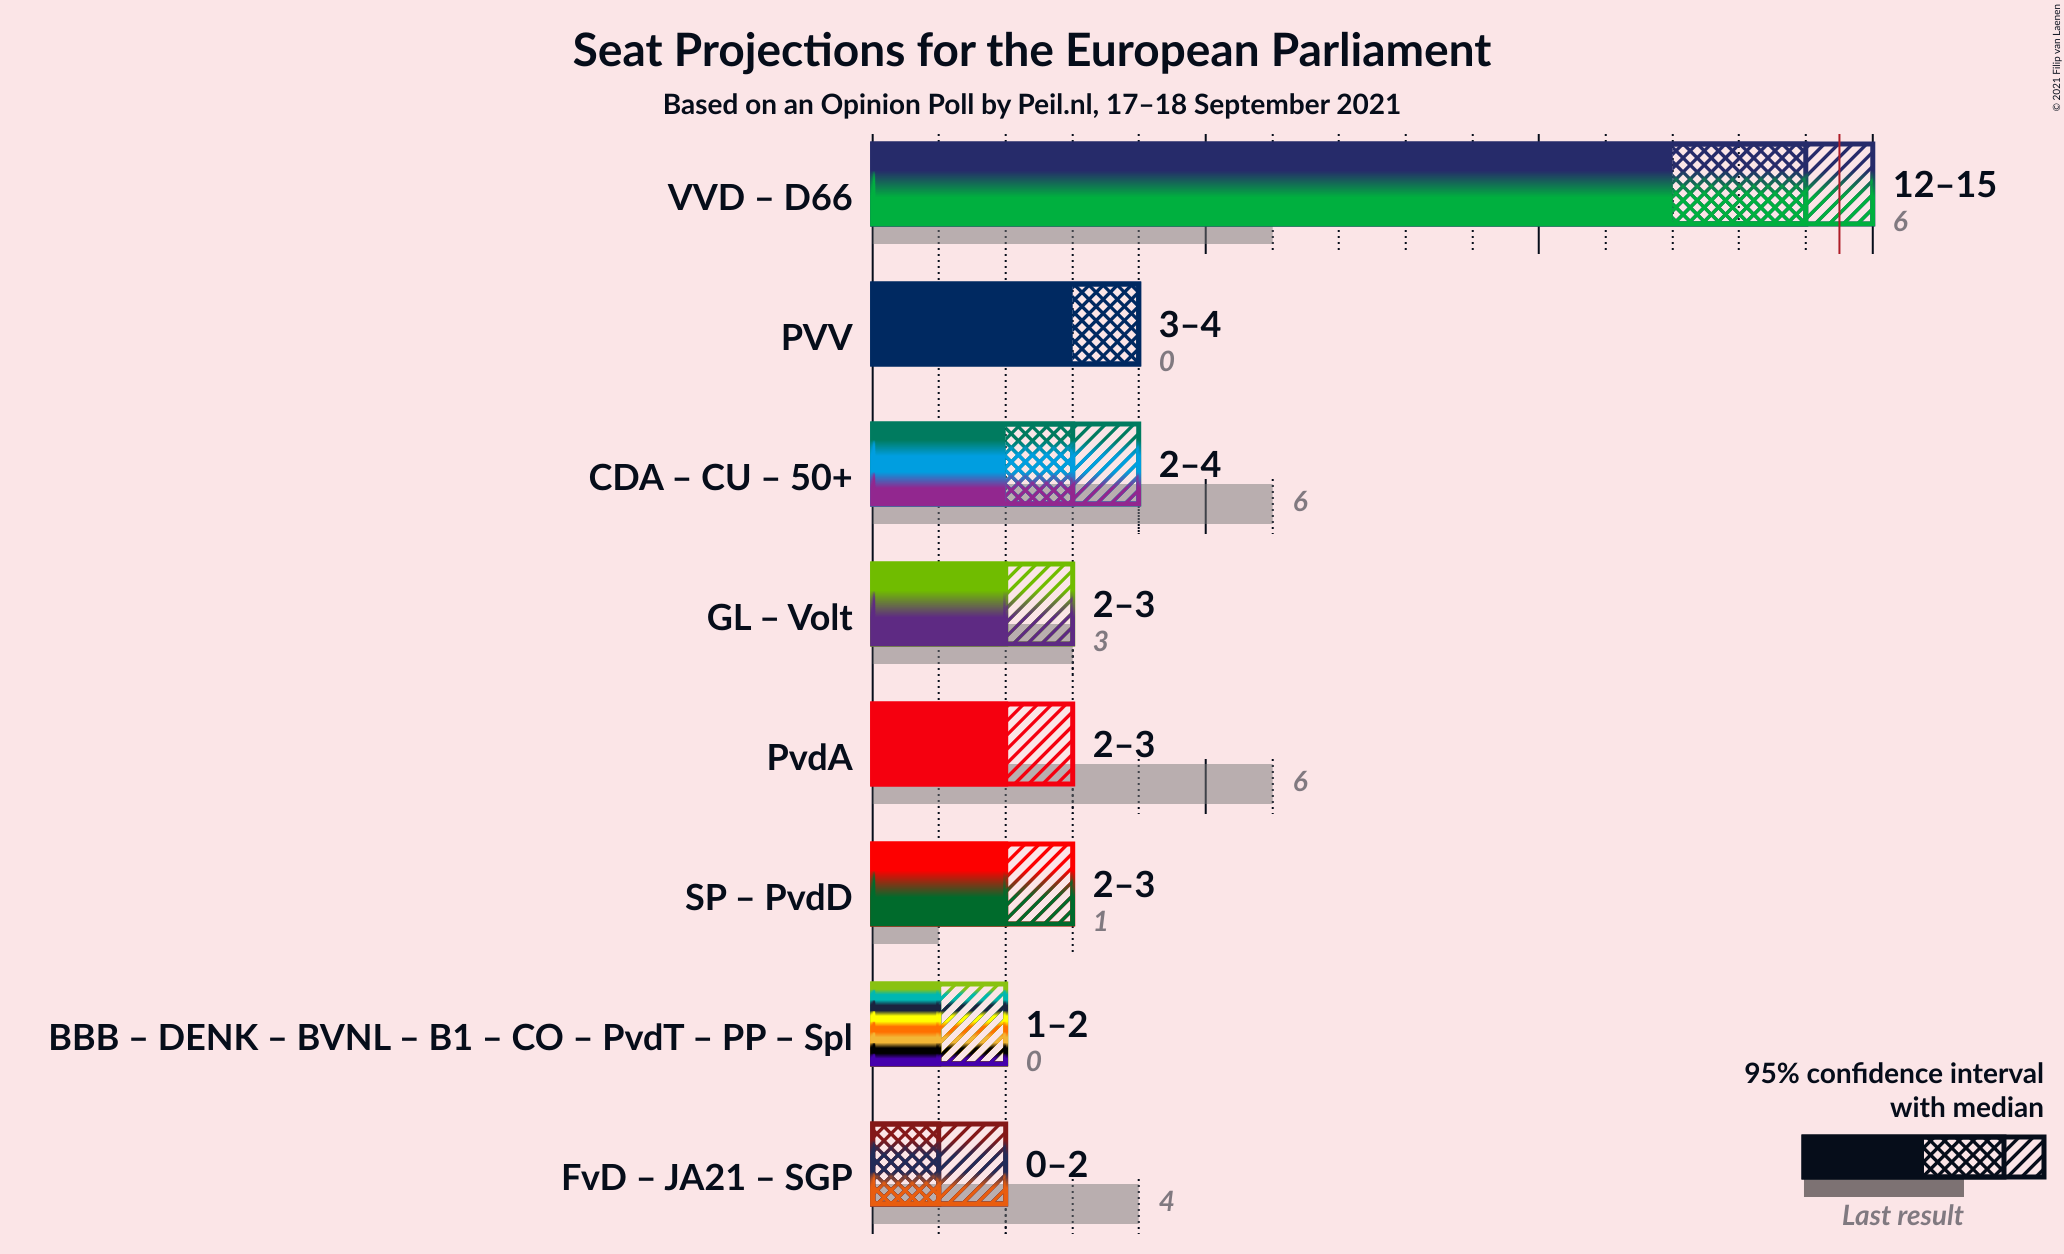 Seat Projections for the European Parliament
Based on an Opinion Poll by Peil.nl, 17–18 September 2021
© 2021 Filip van Laenen
VVD – D66
12–15
6
PVV
3–4
0
CDA – CU – 50+
2–4
6
GL – Volt
2–3
3
PvdA
2–3
6
SP – PvdD
2–3
1
BBB – DENK – BVNL – B1 – CO – PvdT – PP – Spl
1–2
0
FvD – JA21 – SGP
0–2
4
95% confidence interval
with median
Last result